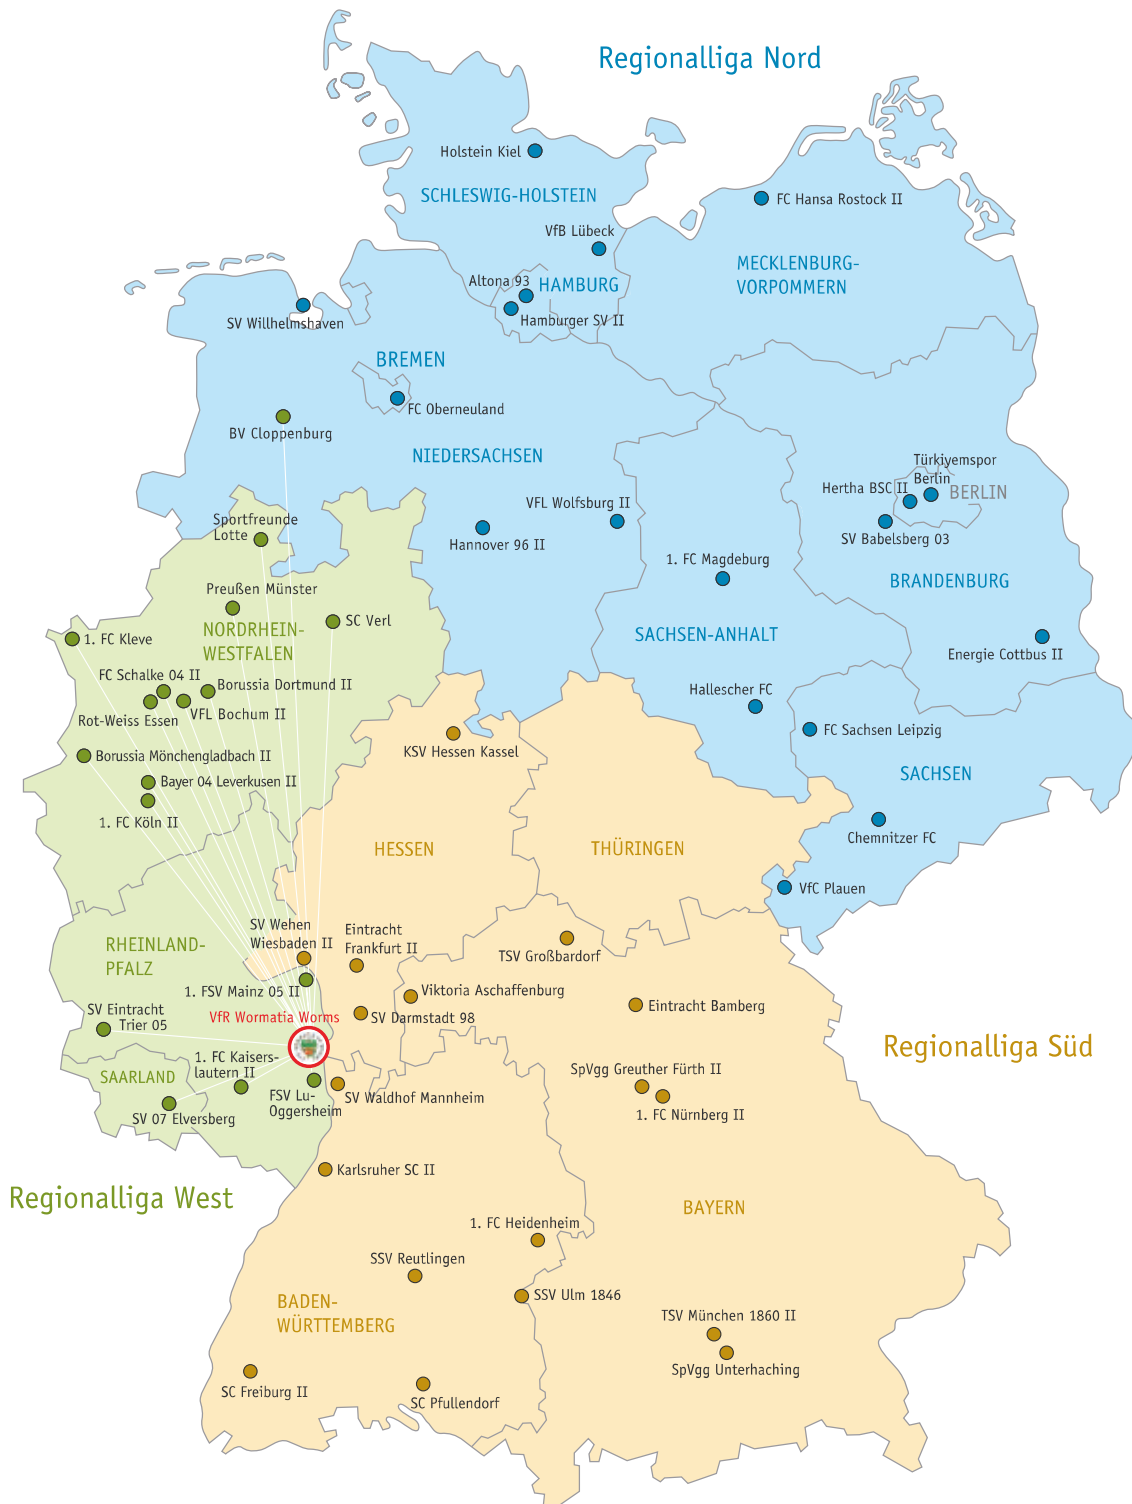 Regionalliga Nord
Holstein Kiel
SCHLESWIG-HOLSTEIN
FC Hansa Rostock II
VfB Lübeck
MECKLENBURG-
VORPOMMERN
Altona 93
HAMBURG
Hamburger SV II
SV Willhelmshaven
BREMEN
FC Oberneuland
BV Cloppenburg
NIEDERSACHSEN
Türkiyemspor
Berlin
Hertha BSC II
BERLIN
VFL Wolfsburg II
Sportfreunde
Lotte
Hannover 96 II
SV Babelsberg 03
1. FC Magdeburg
BRANDENBURG
Preußen Münster
SC Verl
NORDRHEIN-
WESTFALEN
1. FC Kleve
SACHSEN-ANHALT
Energie Cottbus II
FC Schalke 04 II
Borussia Dortmund II
Hallescher FC
Rot-Weiss Essen
VFL Bochum II
FC Sachsen Leipzig
KSV Hessen Kassel
Borussia Mönchengladbach II
SACHSEN
Bayer 04 Leverkusen II
1. FC Köln II
Chemnitzer FC
HESSEN
THÜRINGEN
VfC Plauen
SV Wehen
Wiesbaden II
Eintracht
Frankfurt II
RHEINLAND-
PFALZ
TSV Großbardorf
1. FSV Mainz 05 II
Viktoria Aschaffenburg
Eintracht Bamberg
SV Eintracht
Trier 05
VfR Wormatia Worms
SV Darmstadt 98
Regionalliga Süd
1. FC Kaisers-
lautern II
SAARLAND
SpVgg Greuther Fürth II
FSV Lu-
Oggersheim
SV Waldhof Mannheim
SV 07 Elversberg
1. FC Nürnberg II
Karlsruher SC II
Regionalliga West
BAYERN
1. FC Heidenheim
SSV Reutlingen
SSV Ulm 1846
BADEN-
WÜRTTEMBERG
TSV München 1860 II
SpVgg Unterhaching
SC Freiburg II
SC Pfullendorf